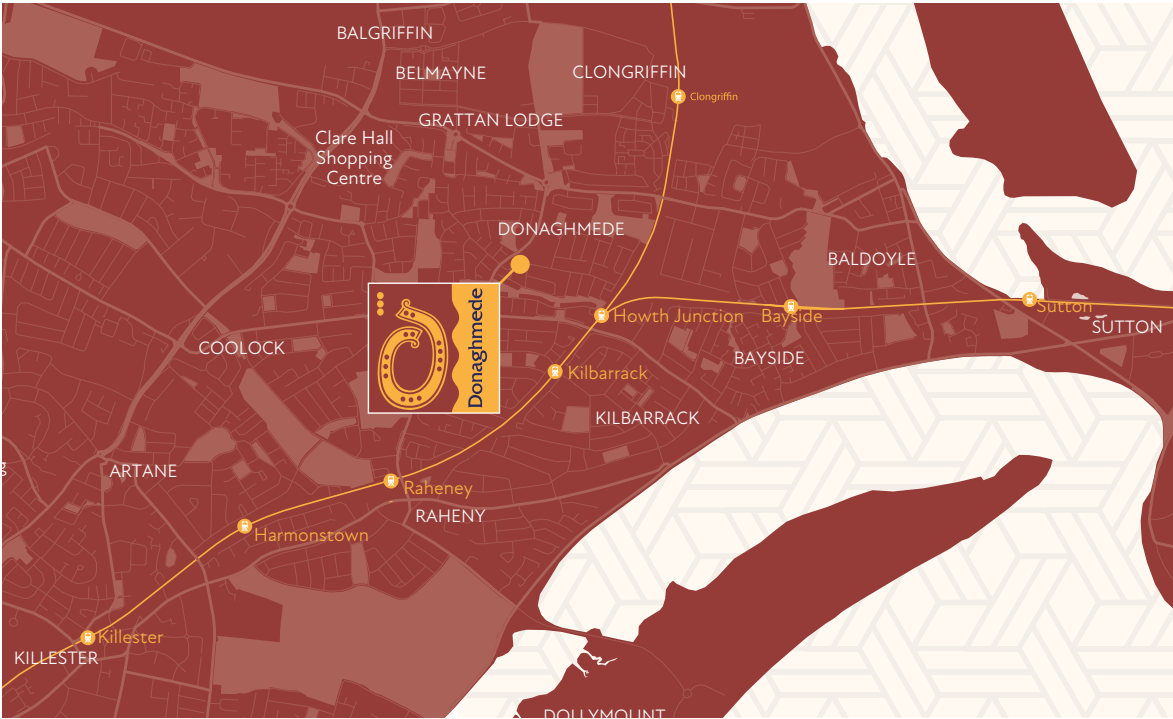 BALGRIFFIN
BELMAYNE
CLONGRIFFIN
Clongriffin
GRATTAN LODGE
Clare Hall
Shopping
Centre
DONAGHMEDE
BALDOYLE
Donaghmede
Howth Junction
Bayside
Sutton
SUTTON
COOLOCK
BAYSIDE
Kilbarrack
KILBARRACK
ARTANE
Raheney
RAHENY
Harmonstown
Killester
KILLESTER
DOLLYMOUNT